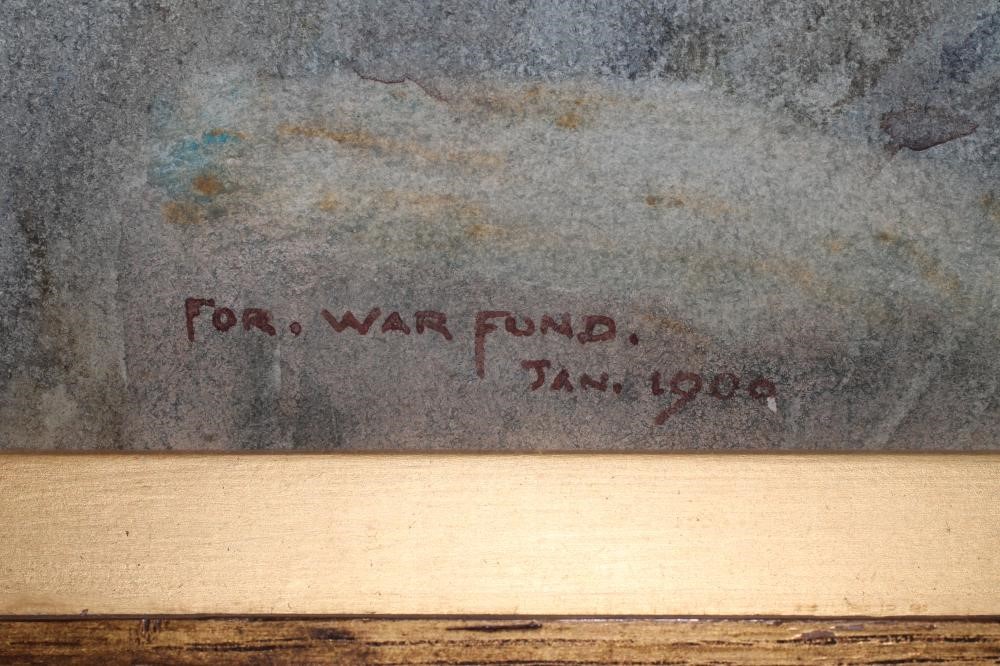 FOR. WAR FUND.
JAN. 1900